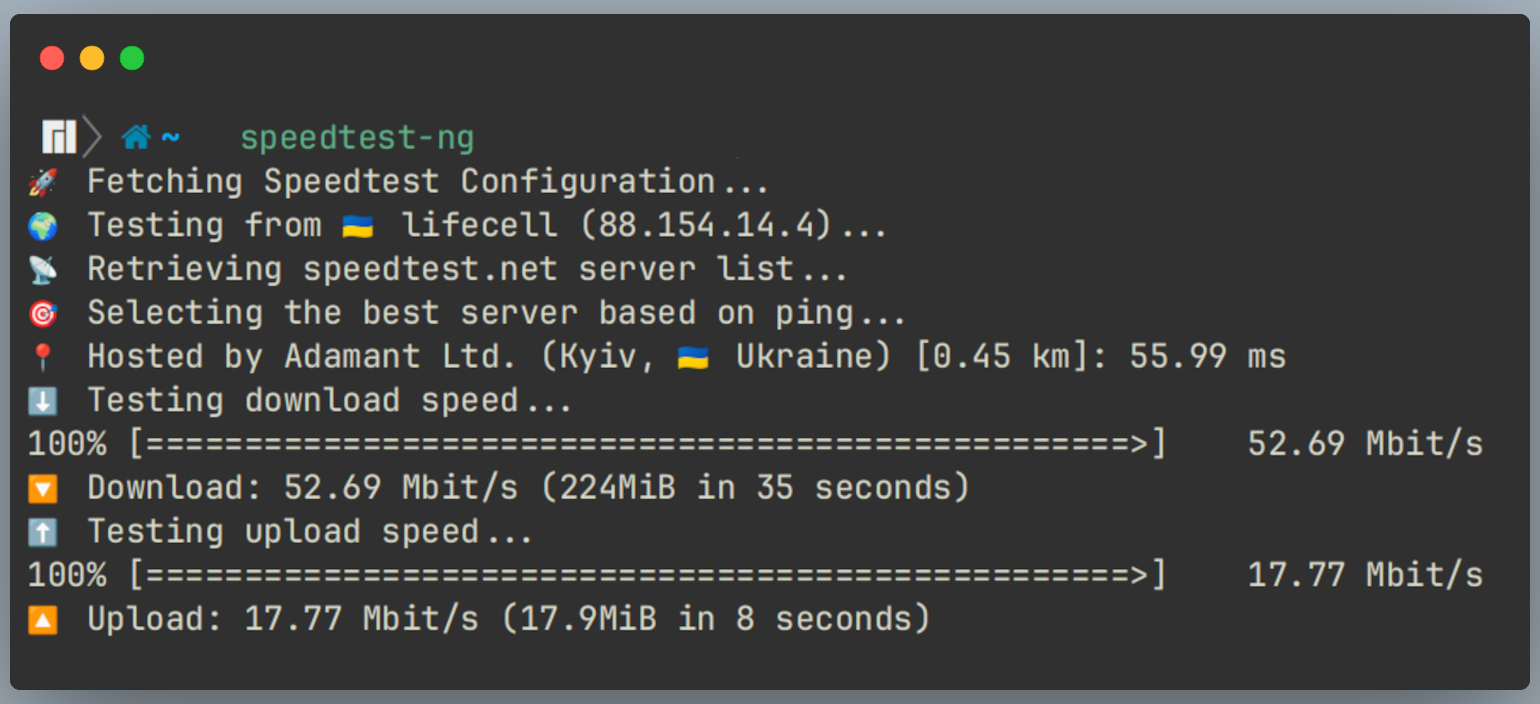 ~ speedtest-ng
🚀 Fetching Speedtest Configuration...
🌍 Testing from 🇺🇦 lifecell (88.154.14.4)...
📡 Retrieving speedtest.net server list...
🎯 Selecting the best server based on ping...
📍 Hosted by Adamant Ltd. (Kyiv, 🇺🇦 Ukraine) [0.45 km]: 55.99 ms
⬇️ Testing download speed...
100% [==================================================>] 52.69 Mbit/s
🔽 Download: 52.69 Mbit/s (224MiB in 35 seconds)
⬆️ Testing upload speed...
100% [==================================================>] 17.77 Mbit/s
🔼 Upload: 17.77 Mbit/s (17.9MiB in 8 seconds)